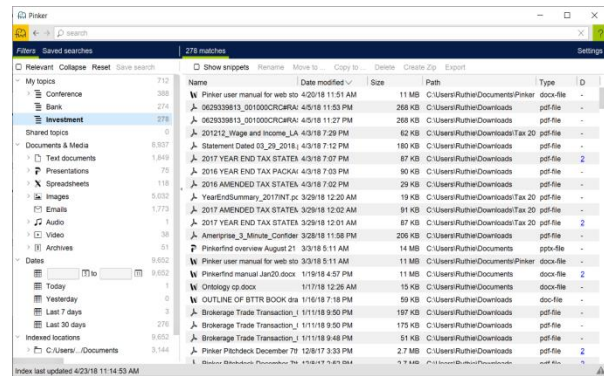 Pinker
search
?
Filters Saved searches 278 matches Settings
Relevant Collapse Reset Save search Show snippets Rename Move to ... Copy to ... Delete Create Zip Export
My topics 712 Name Date modified Size Path Type D
Conference 398 Pinker user manual for web sto 4/20/18 11:51 AM 11 MB C:\Users\Ruthie\Documents\Pinker docx-file -
Bank 274 0629339813_001000CRC#RA: 4/5/18 11:53 PM 268 KB C:\Users\Ruthie\Downloads pdf-file -
Investment 278 0629339813_001000CRC#RA: 4/5/18 11:27 PM 268 KB C:\Users\Ruthie\Downloads pdf-file -
Shared topics 0 201212_Wage and Income_LA 4/3/18 7:29 PM 62 KB C:\Users\Ruthie\Downloads\Tax 20 pdf-file -
Documents & Media 8,937 Statement Dated 03_29_2018.p 4/3/18 7:12 PM 180 KB C:\Users\Ruthie\Downloads pdf-file -
Text documents 1,849 2017 YEAR END TAX STATEM 4/3/18 7:07 PM 87 KB C:\Users\Ruthie\Downloads pdf-file 2
Presentations 75 2016 YEAR END TAX PACKA 4/3/18 7:03 PM 90 KB C:\Users\Ruthie\Downloads pdf-file -
Spreadsheets 118 2016 AMENDED TAX STATEM 4/3/18 7:02 PM 29 KB C:\Users\Ruthie\Downloads pdf-file -
Images 5,032 YearEndSummary_2017INT.pc 3/29/18 12:20 AM 19 KB C:\Users\Ruthie\Downloads\Tax 20 pdf-file -
Emails 1,773 2017 AMENDED TAX STATEM 3/29/18 12:02 AM 91 KB C:\Users\Ruthie\Downloads\Tax 20 pdf-file -
Audio 1 2017 YEAR END TAX STATEM 3/29/18 12:01 AM 87 KB C:\Users\Ruthie\Downloads\Tax 20 pdf-file 2
Video 38 Ameriprise_3_Minute_Confider 3/28/18 11:58 PM 206 KB C:\Users\Ruthie\Downloads pdf-file -
Archives 51 Pinkerfind overview August 21 3/3/18 5:11 AM 14 MB C:\Users\Ruthie\Documents pptx-file -
Dates 9,652 Pinker user manual for web sto 3/3/18 5:11 AM 11 MB C:\Users\Ruthie\Documents\Pinker docx-file -
to 9,652 Pinkerfind manual Jan20.docx 1/19/18 4:57 PM 11 MB C:\Users\Ruthie\Documents docx-file 2
Today 1 Ontology cp.docx 1/17/18 12:26 AM 15 KB C:\Users\Ruthie\Documents docx-file -
Yesterday 0 OUTLINE OF BTTR BOOK dra 1/16/18 7:18 PM 59 KB C:\Users\Ruthie\Documents doc-file -
Last 7 days 3 Brokerage Trade Transaction_( 1/11/18 9:50 PM 197 KB C:\Users\Ruthie\Downloads pdf-file -
Last 30 days 276 Brokerage Trade Transaction_( 1/11/18 9:50 PM 175 KB C:\Users\Ruthie\Downloads pdf-file -
Indexed locations 9,652 Brokerage Trade Transaction_( 1/11/18 9:48 PM 51 KB C:\Users\Ruthie\Downloads pdf-file -
C:/Users/.../Documents 3,144 Pinker Pitchdeck December 7th 12/8/17 3:33 PM 2.7 MB C:\Users\Ruthie\Documents pdf-file 2
Index last updated 4/23/18 11:14:53 AM